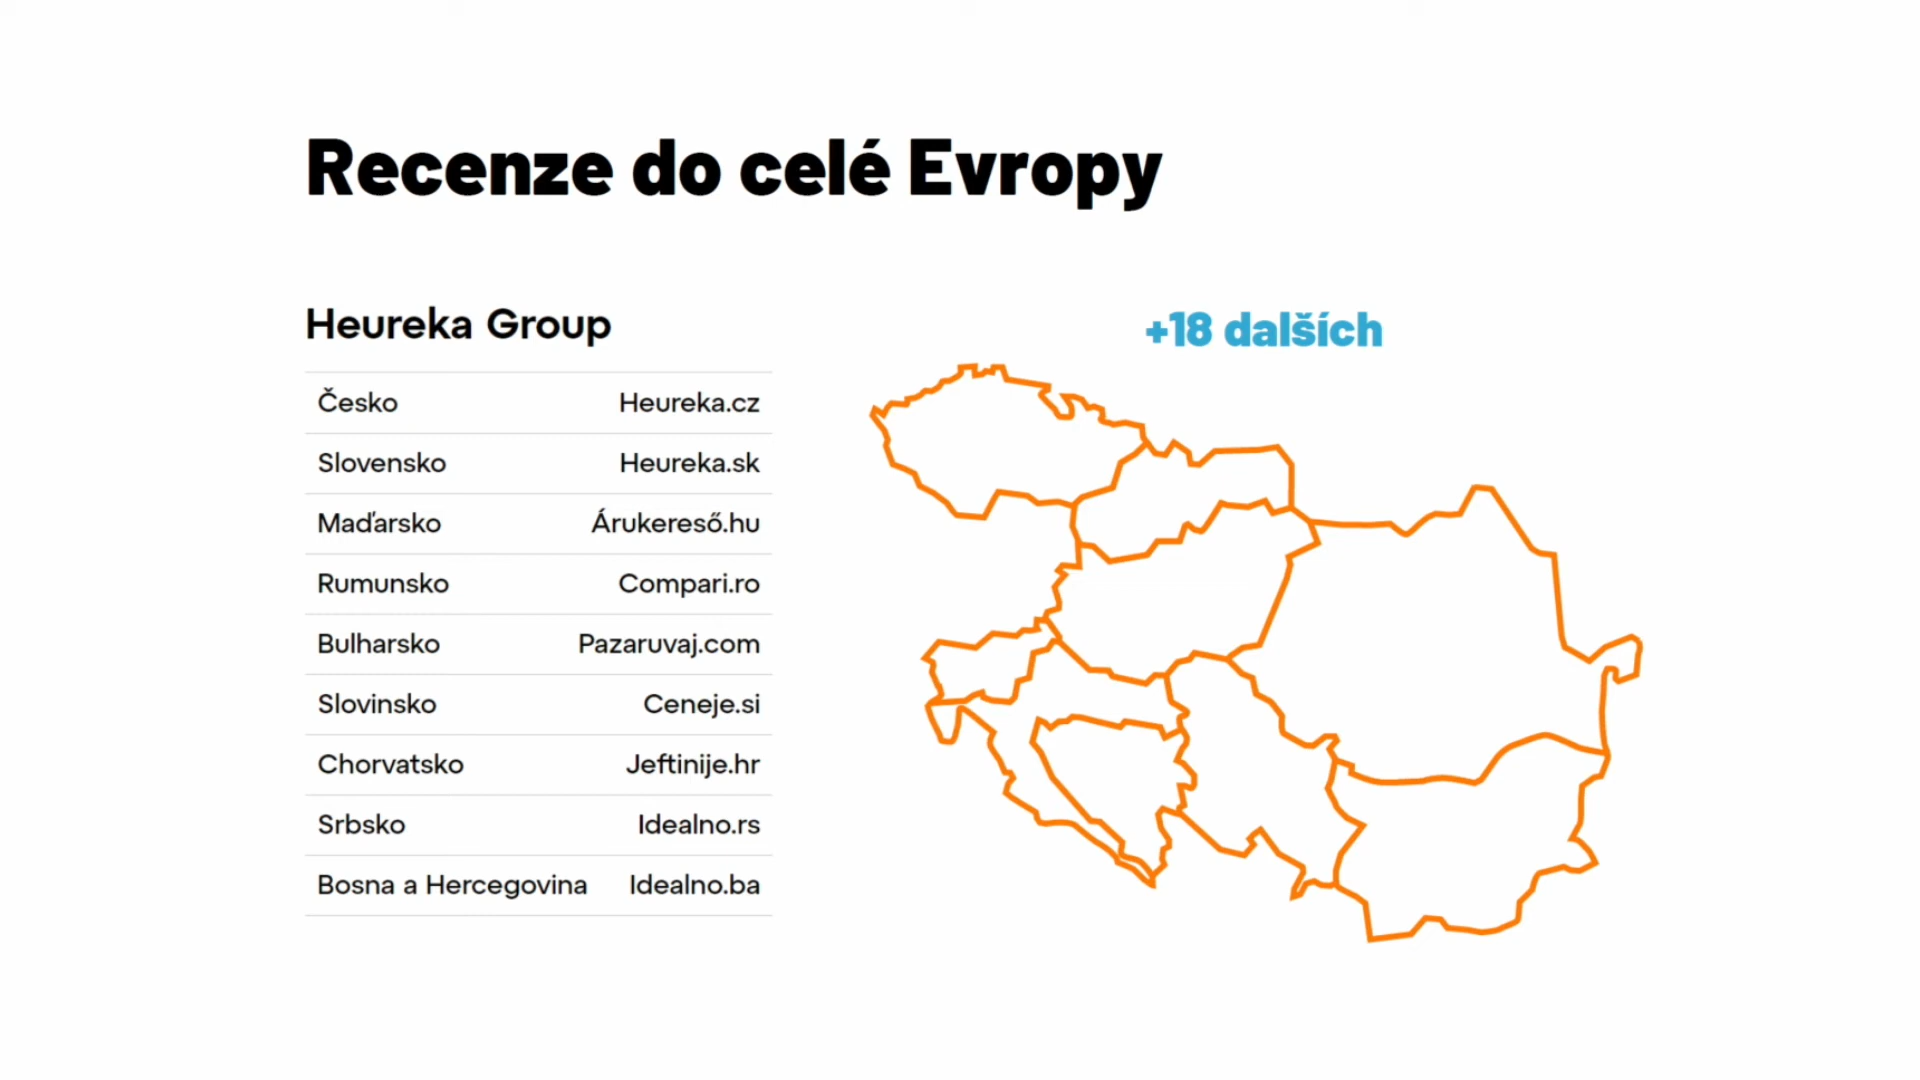 Recenze do celé Evropy
Heureka Group
Česko Heureka.cz
Slovensko Heureka.sk
Maďarsko Árukereső.hu
Rumunsko Compari.ro
Bulharsko Pazaruvaj.com
Slovinsko Ceneje.si
Chorvatsko Jeftinije.hr
Srbsko Idealno.rs
Bosna a Hercegovina Idealno.ba
+18 dalších